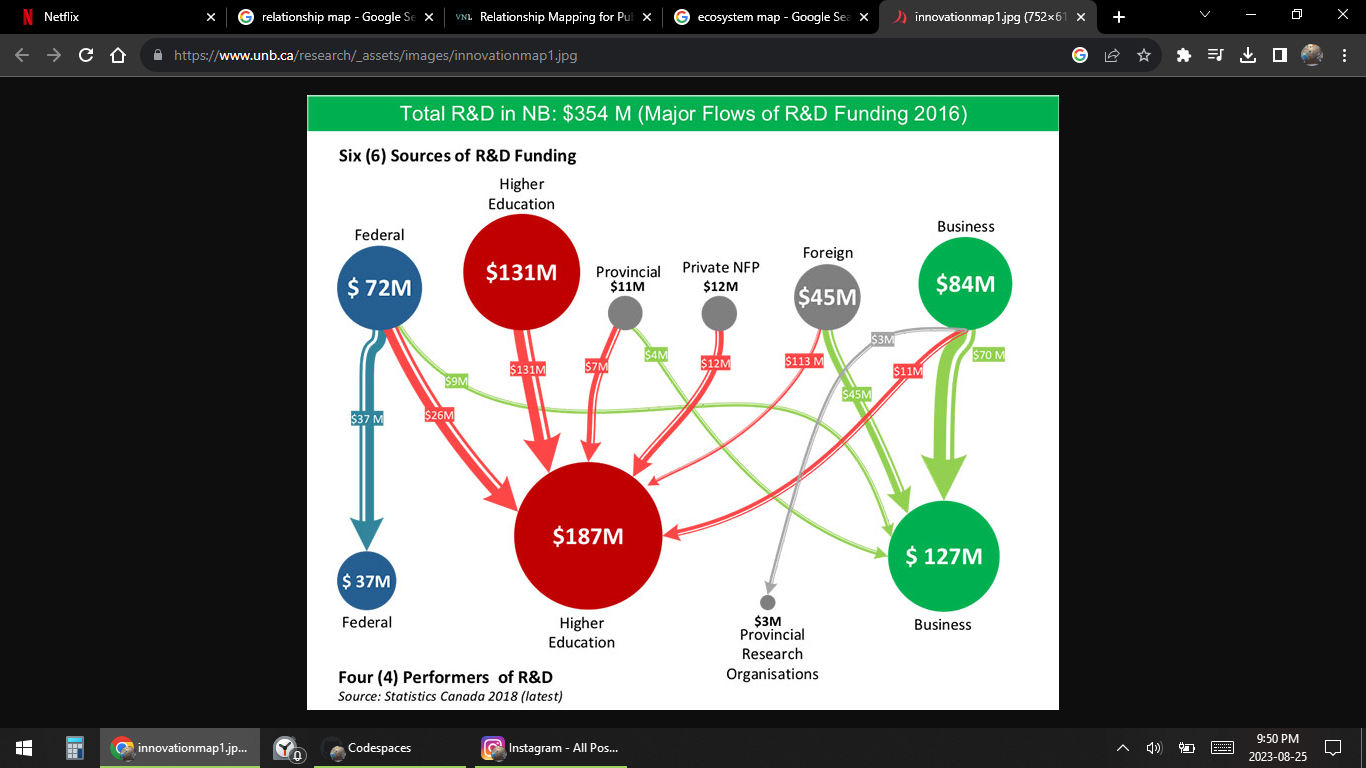 Netflix
relationship map - Google Se
VNL Relationship Mapping for Pul
ecosystem map - Google Sea
innovationmap1.jpg (752×61
https://www.unb.ca/research/_assets/images/innovationmap1.jpg
Total R&D in NB: $354 M (Major Flows of R&D Funding 2016)
Six (6) Sources of R&D Funding
Higher
Education
Federal
Business
Foreign
Provincial
Private NFP
$11M
$12M
$ 72M
$131M
$45M
$84M
$3M
$4M
$70 M
$7M
$12M
$113 M
$131M
$11M
$9M
$45M
$37 M
$26M
$187M
$ 127M
$ 37M
Federal
Higher
Education
$3M
Provincial
Research
Organisations
Business
Four (4) Performers of R&D
Source: Statistics Canada 2018 (latest)
innovationmap1.jp...
0
Codespaces
Instagram - All Pos...
9:50 PM
2023-08-25